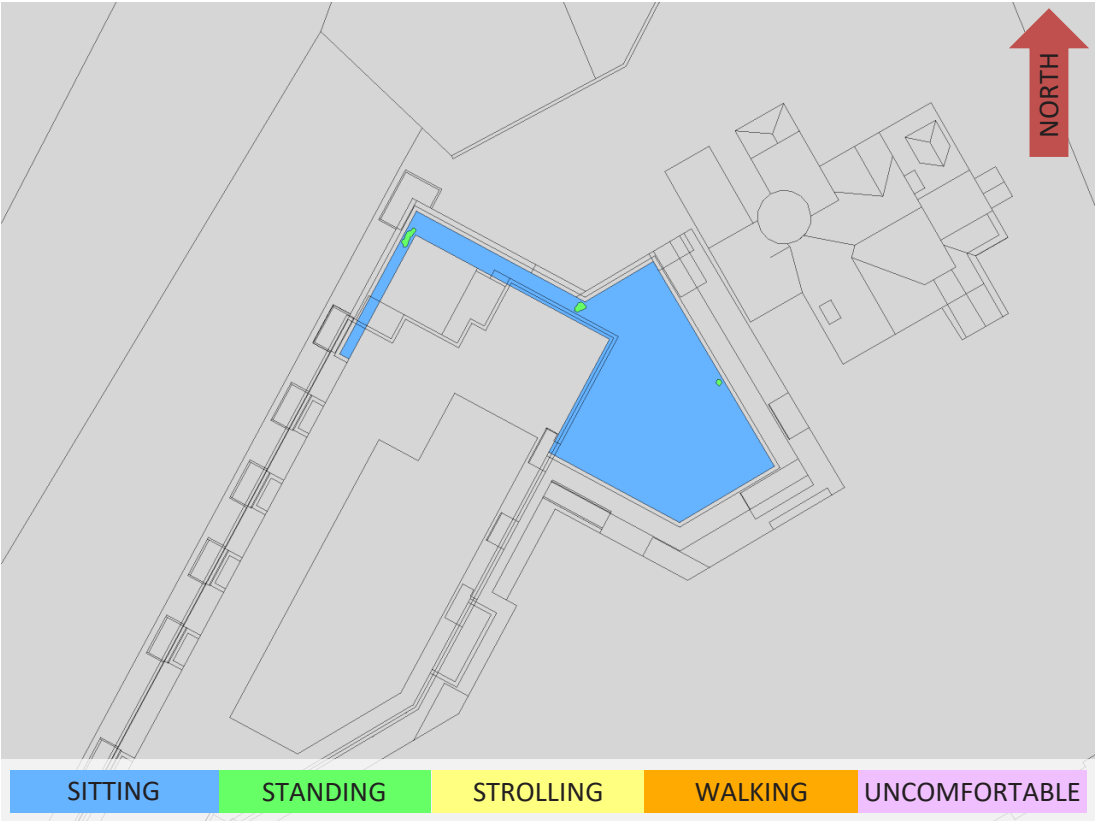 NORTH
SITTING
STANDING
STROLLING
WALKING
UNCOMFORTABLE